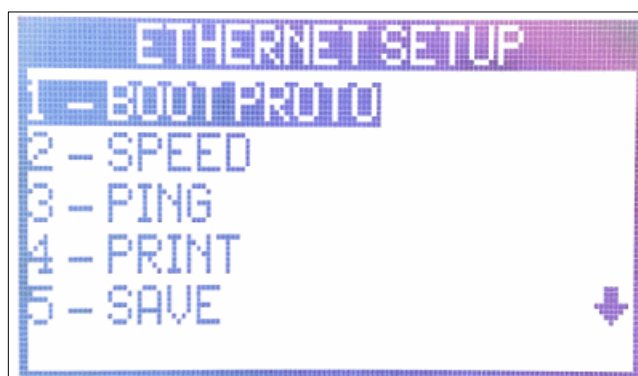 ETHERNET SETUP
1 - BOOT PROTO
2 - SPEED
3 - PING
4 - PRINT
5 - SAVE